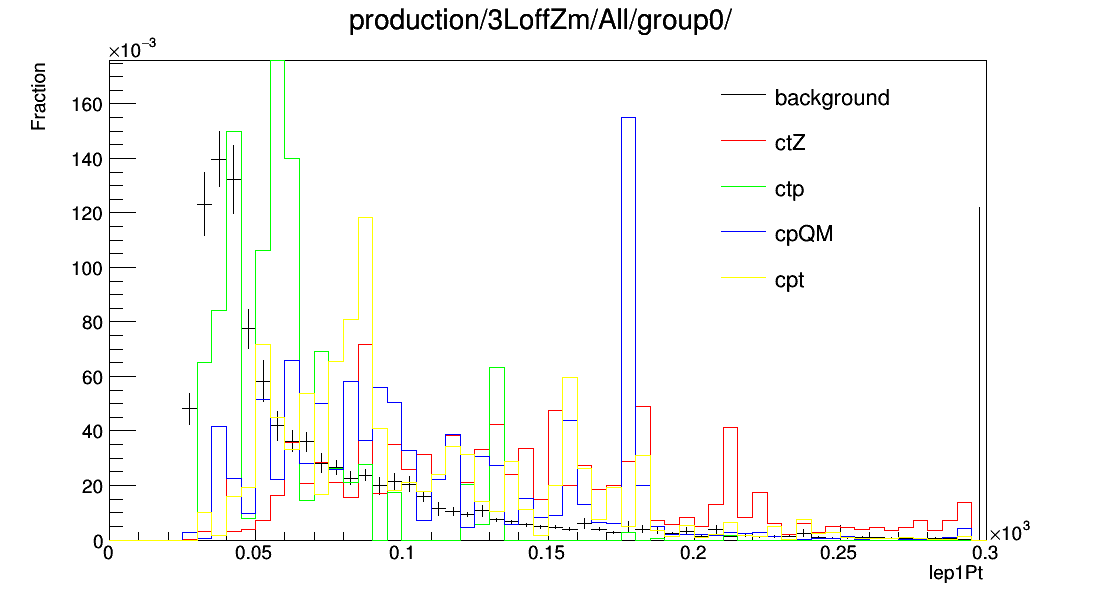 production/3LoffZm/All/group0/
×10⁻³
Fraction
160
140
120
100
80
60
40
20
0
background
ctZ
ctp
cpQM
cpt
0 0.05 0.1 0.15 0.2 0.25 0.3
×10³
lep1Pt